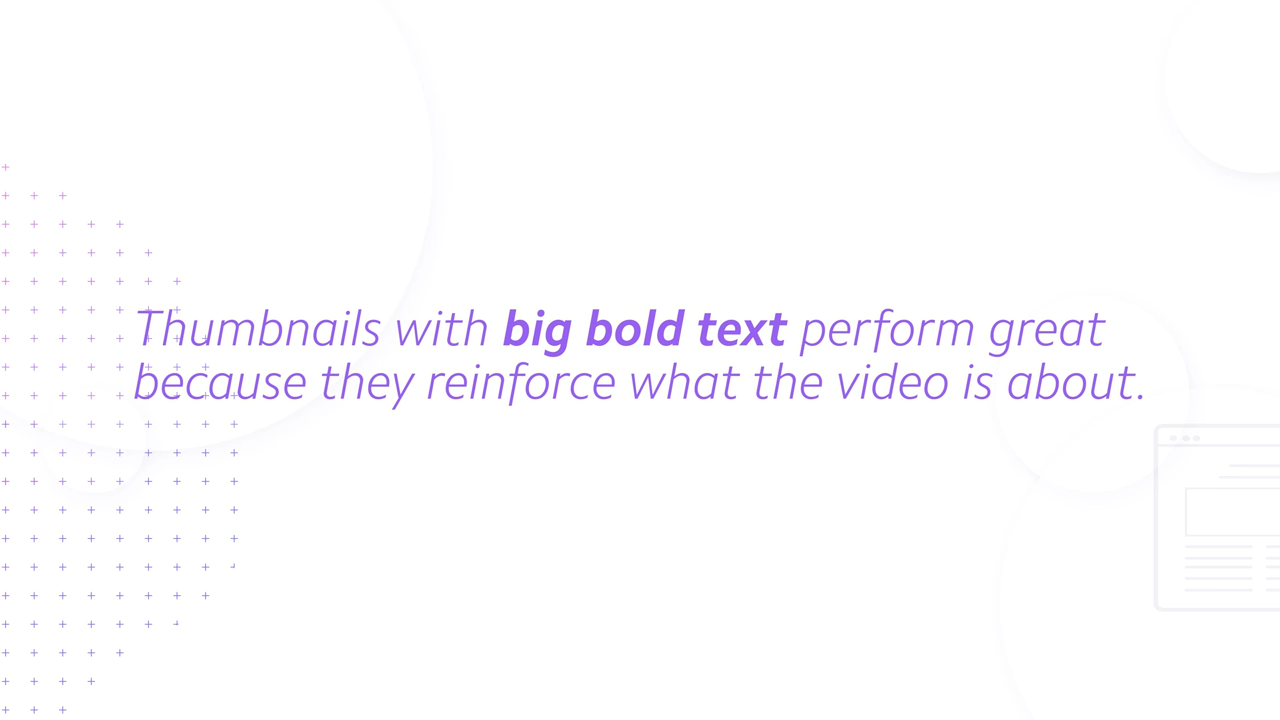 Thumbnails with big bold text perform great
because they reinforce what the video is about.